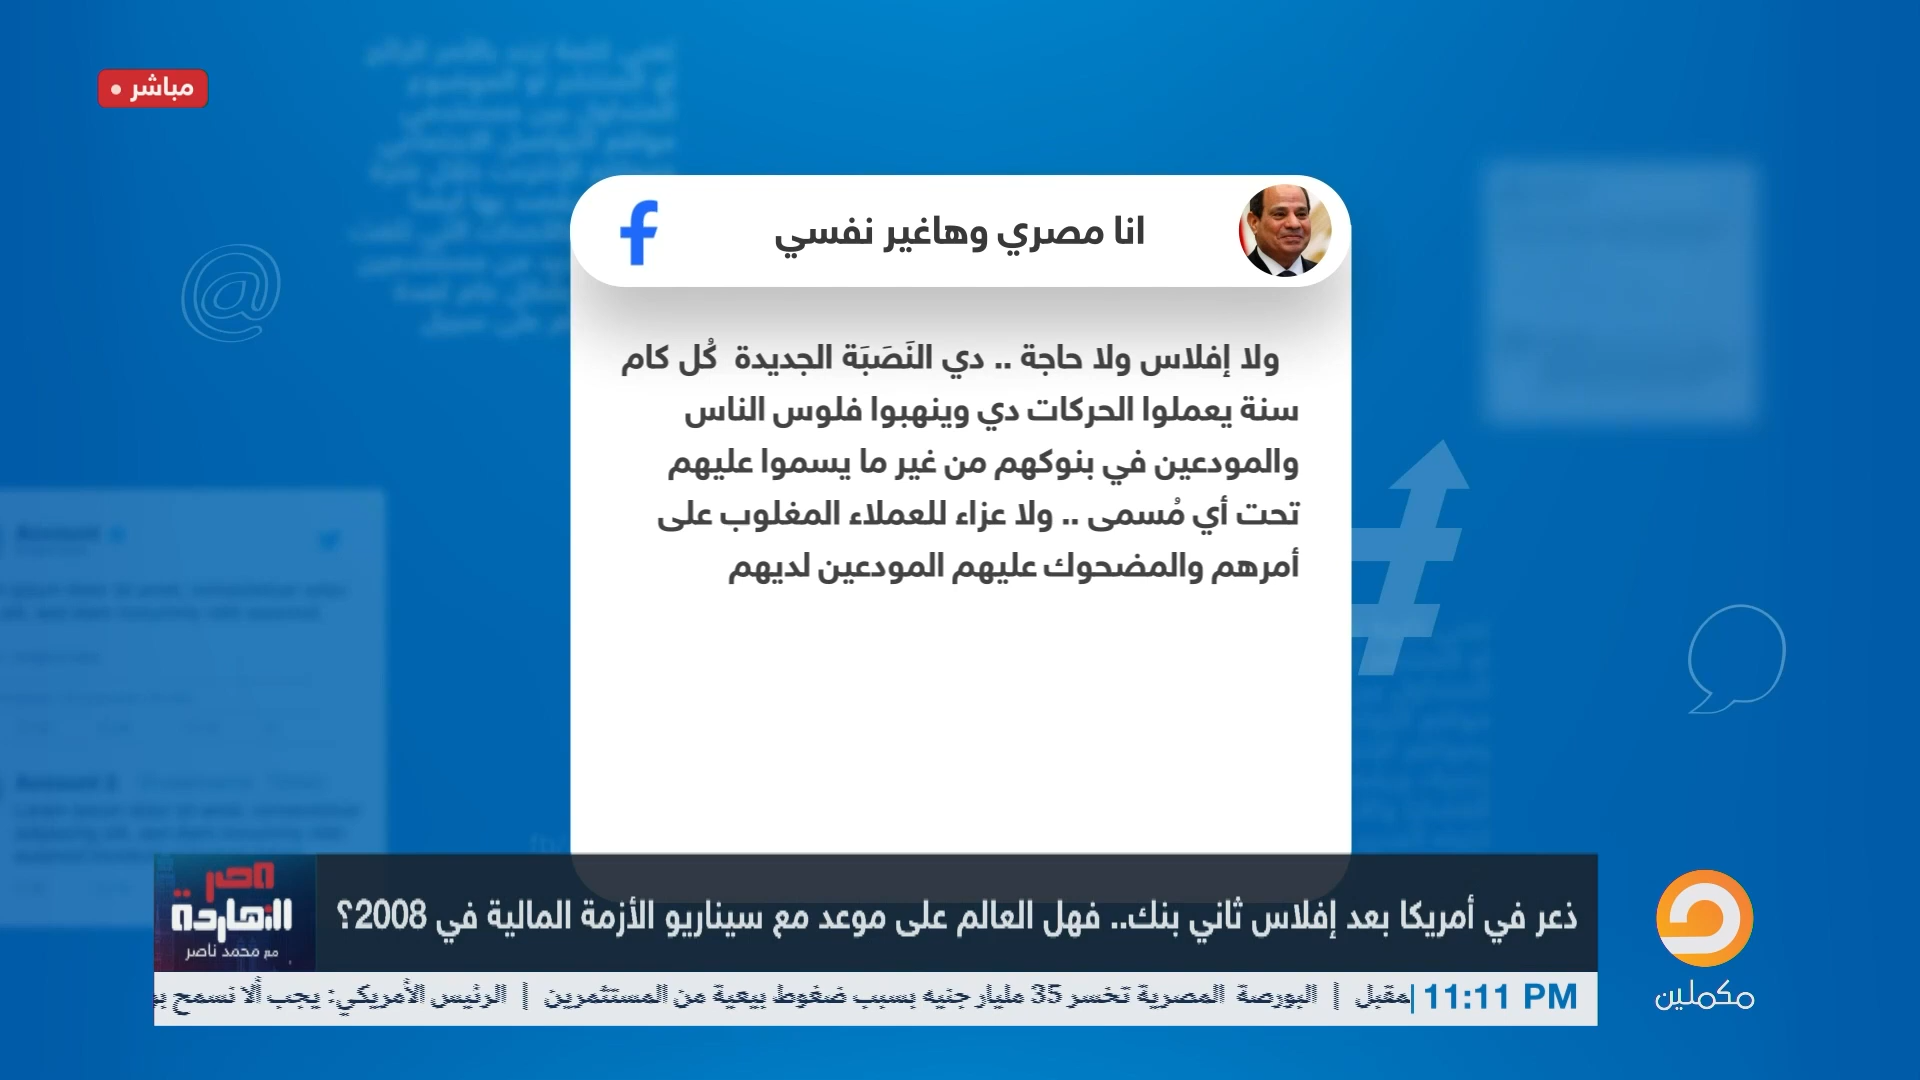 مباشر
انا مصري وهاغير نفسي
ولا إفلاس ولا حاجة .. دي النَصَبَة الجديدة كُل كام
سنة يعملوا الحركات دي وينهبوا فلوس الناس
والمودعين في بنوكهم من غير ما يسموا عليهم
تحت أي مُسمى .. ولا عزاء للعملاء المغلوب على
أمرهم والمضحوك عليهم المودعين لديهم
مصر النهاردة
مع محمد ناصر
ذعر في أمريكا بعد إفلاس ثاني بنك.. فهل العالم على موعد مع سيناريو الأزمة المالية في 2008؟
11:11 PM
لمقبل | البورصة المصرية تخسر 35 مليار جنيه بسبب ضغوط بيعية من المستثمرين | الرئيس الأمريكي: يجب ألا نسمح
مكملين